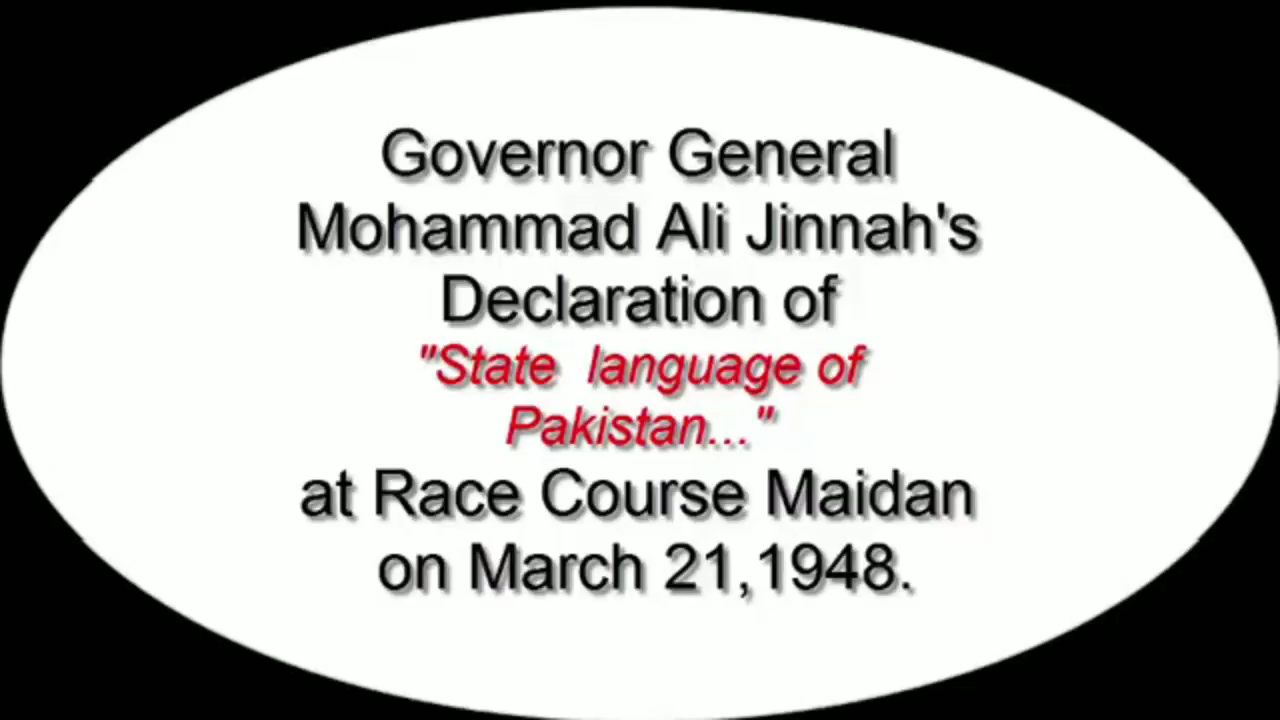 Governor General
Mohammad Ali Jinnah's
Declaration of
"State language of
Pakistan..."
at Race Course Maidan
on March 21,1948.